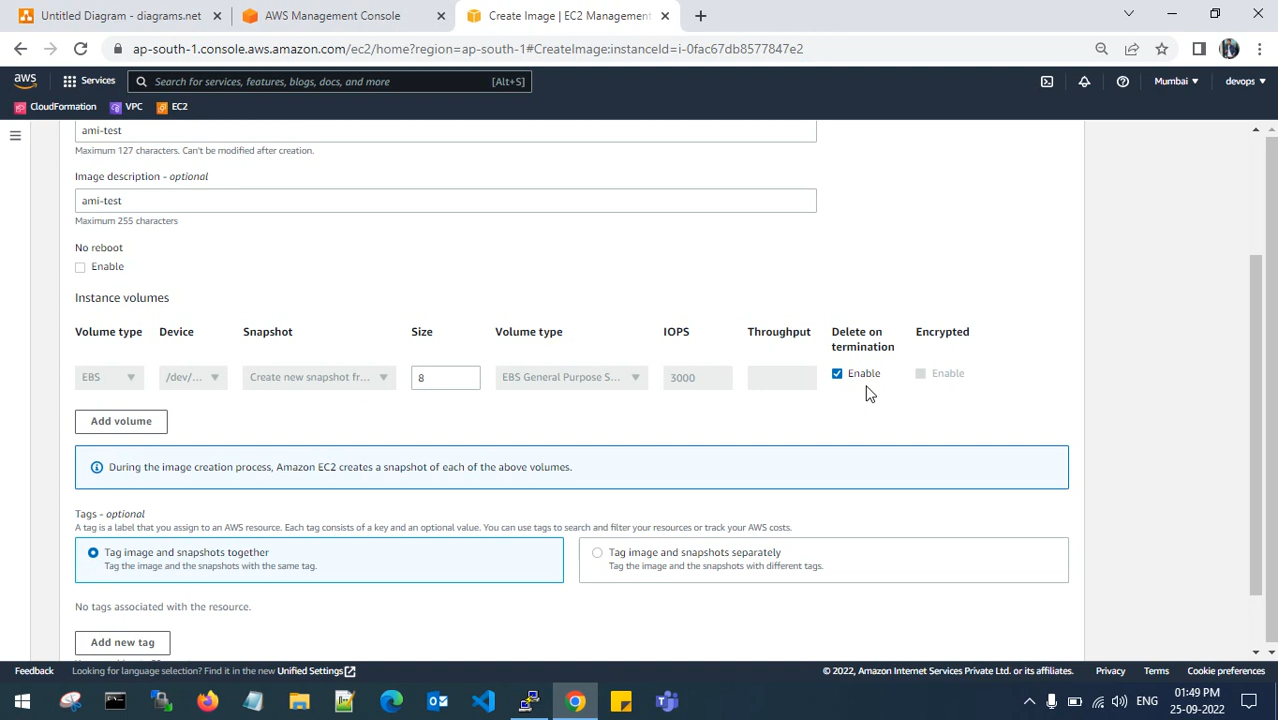 Untitled Diagram - diagrams.net
AWS Management Console
Create Image | EC2 Management
ap-south-1.console.aws.amazon.com/ec2/home?region=ap-south-1#CreateImage:instanceId=i-0fac67db8577847e2
aws
Services
Search for services, features, blogs, docs, and more
[Alt+S]
Mumbai
devops
CloudFormation
VPC
EC2
ami-test
Maximum 127 characters. Can't be modified after creation.
Image description - optional
ami-test
Maximum 255 characters
No reboot
Enable
Instance volumes
Volume type
Device
Snapshot
Size
Volume type
IOPS
Throughput
Delete on
termination
Encrypted
EBS
/dev/...
Create new snapshot fr...
8
EBS General Purpose S...
3000
Enable
Enable
Add volume
During the image creation process, Amazon EC2 creates a snapshot of each of the above volumes.
Tags - optional
A tag is a label that you assign to an AWS resource. Each tag consists of a key and an optional value. You can use tags to search and filter your resources or track your AWS costs.
Tag image and snapshots together
Tag the image and the snapshots with the same tag.
Tag image and snapshots separately
Tag the image and the snapshots with different tags.
No tags associated with the resource.
Add new tag
Feedback
Looking for language selection? Find it in the new Unified Settings
© 2022, Amazon Internet Services Private Ltd. or its affiliates.
Privacy
Terms
Cookie preferences
ENG
01:49 PM
25-09-2022